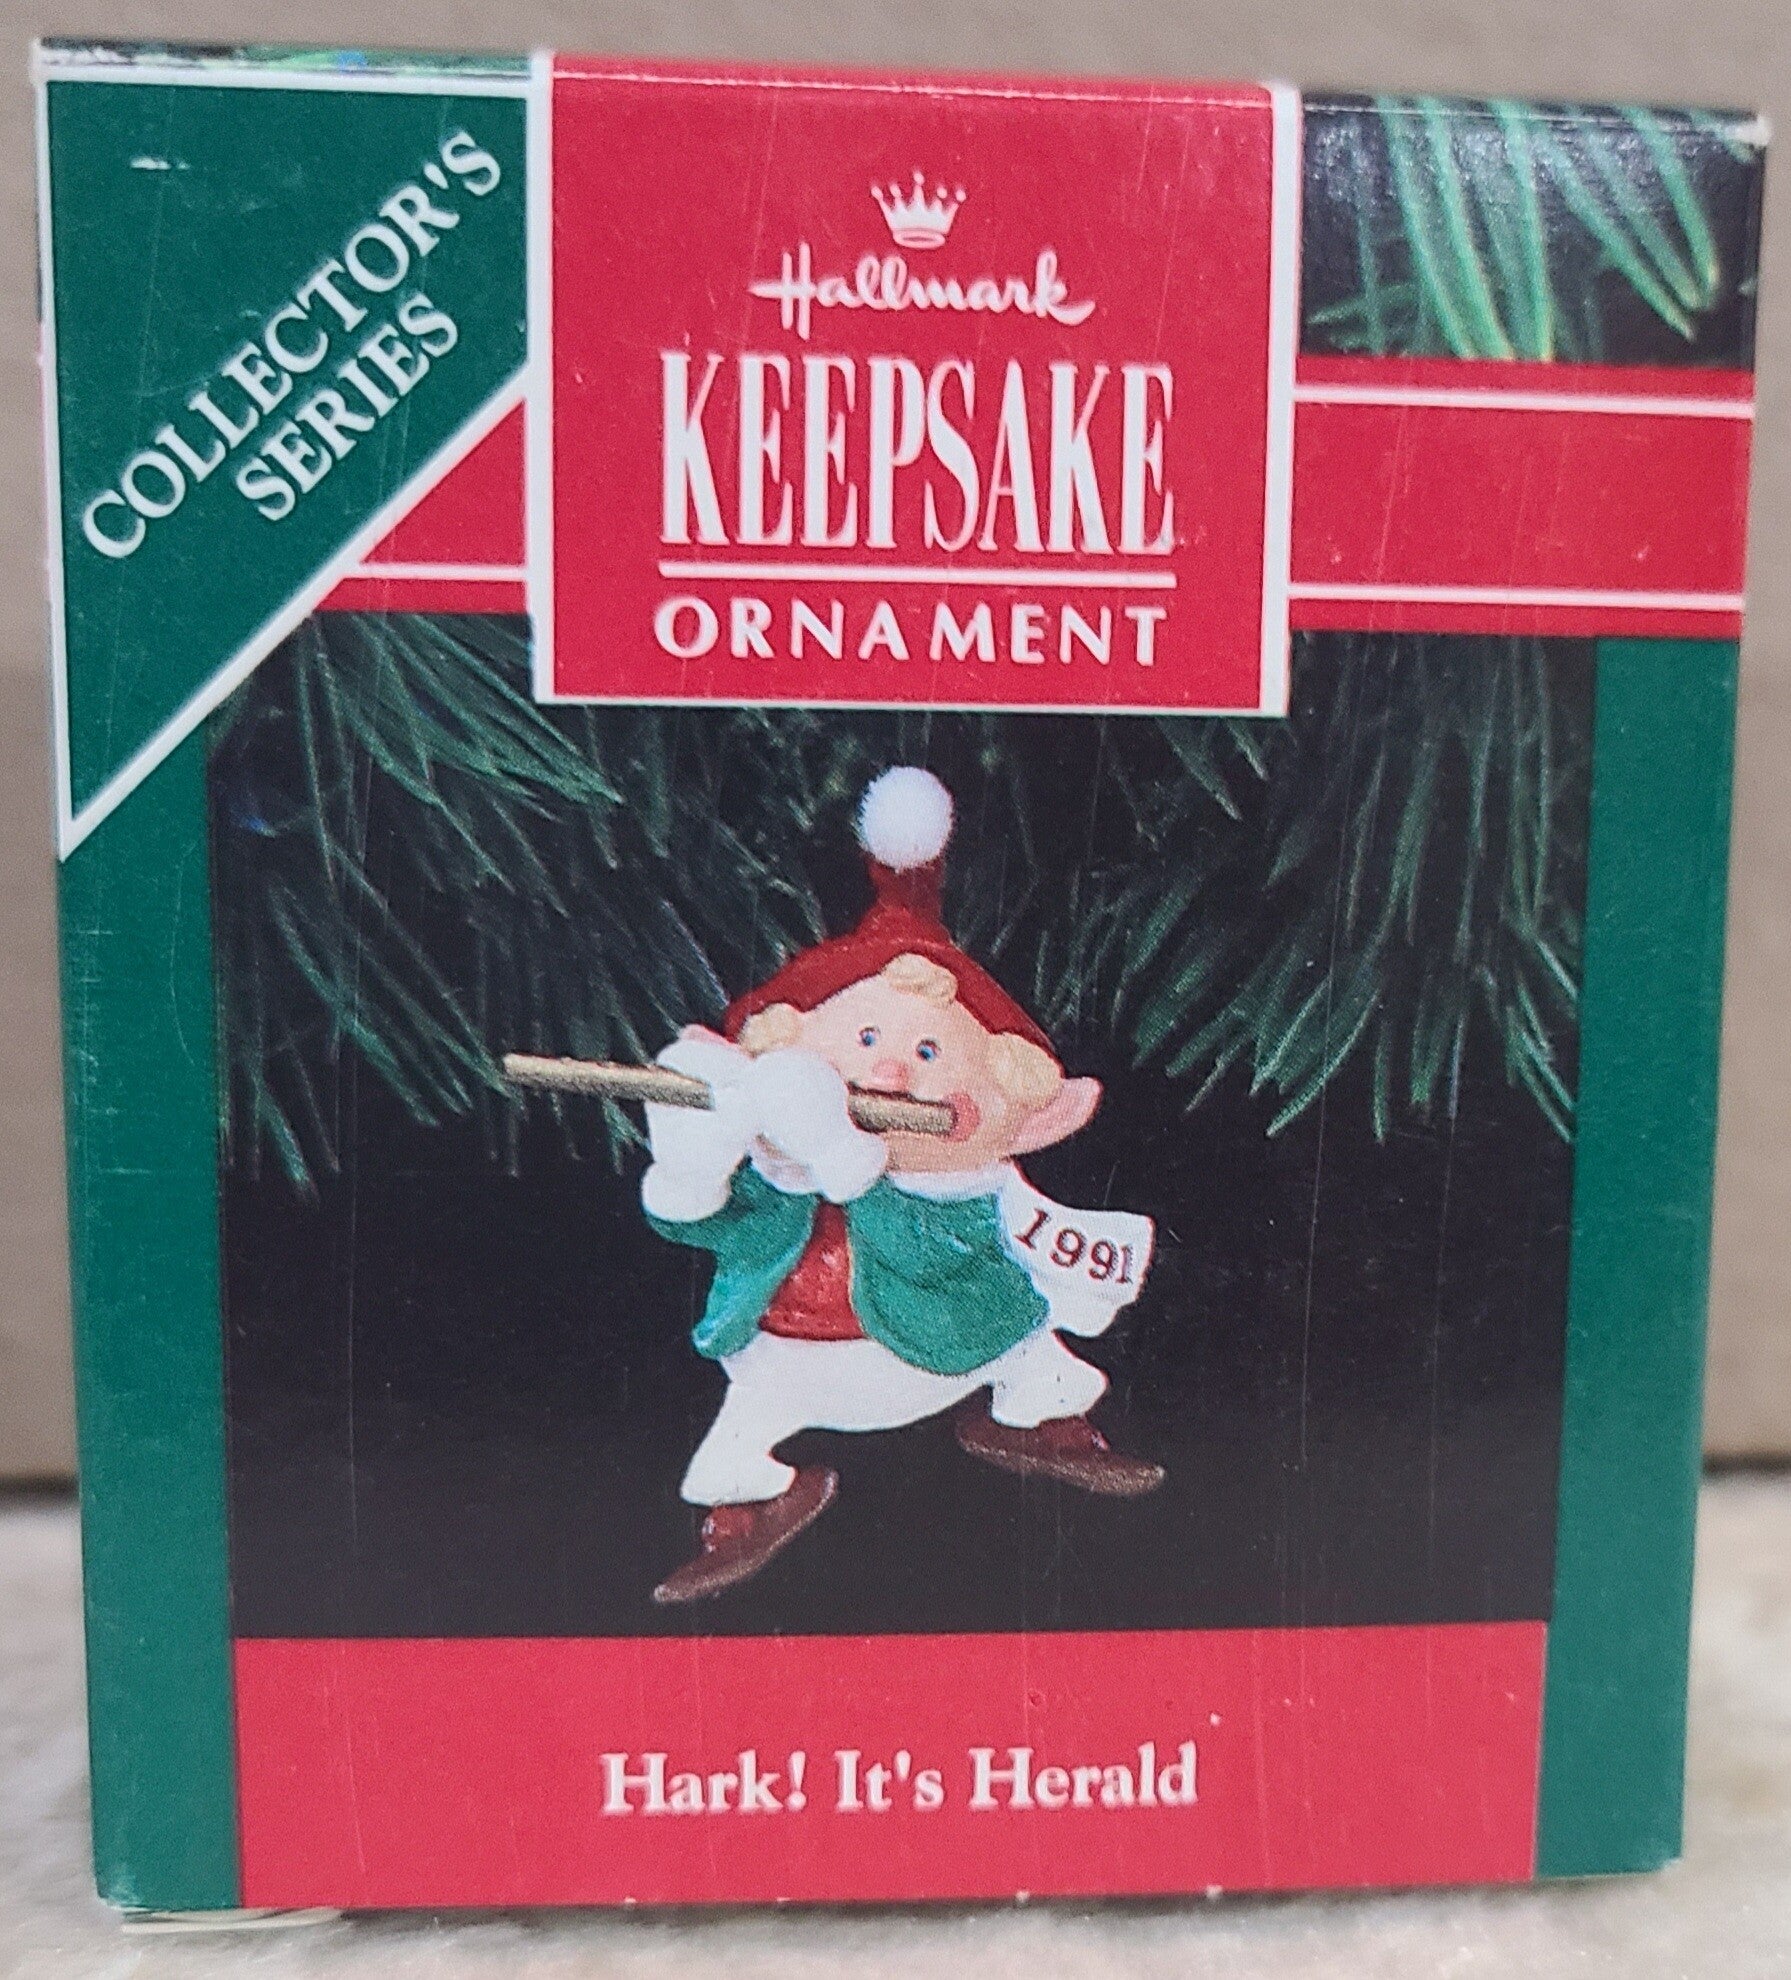 COLLECTOR'S
SERIES
Hallmark
KEEPSAKE
ORNAMENT
1991
Hark! It's Herald